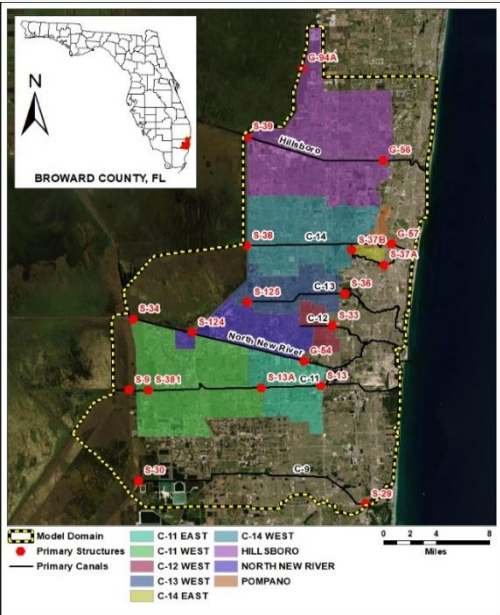 N
BROWARD COUNTY, FL
G-94A
S-39
Hillsboro
G-56
S-38
C-14
S-37B
G-57
S-37A
S-125
C-13
S-36
S-34
S-124
C-12
S-33
North New River
G-54
S-9
S-381
S-13A
C-11
S-13
S-30
C-9
S-29
Model Domain
Primary Structures
Primary Canals
C-11 EAST
C-11 WEST
C-12 WEST
C-13 WEST
C-14 EAST
C-14 WEST
HILLSBORO
NORTH NEW RIVER
POMPANO
0 4 8
Miles